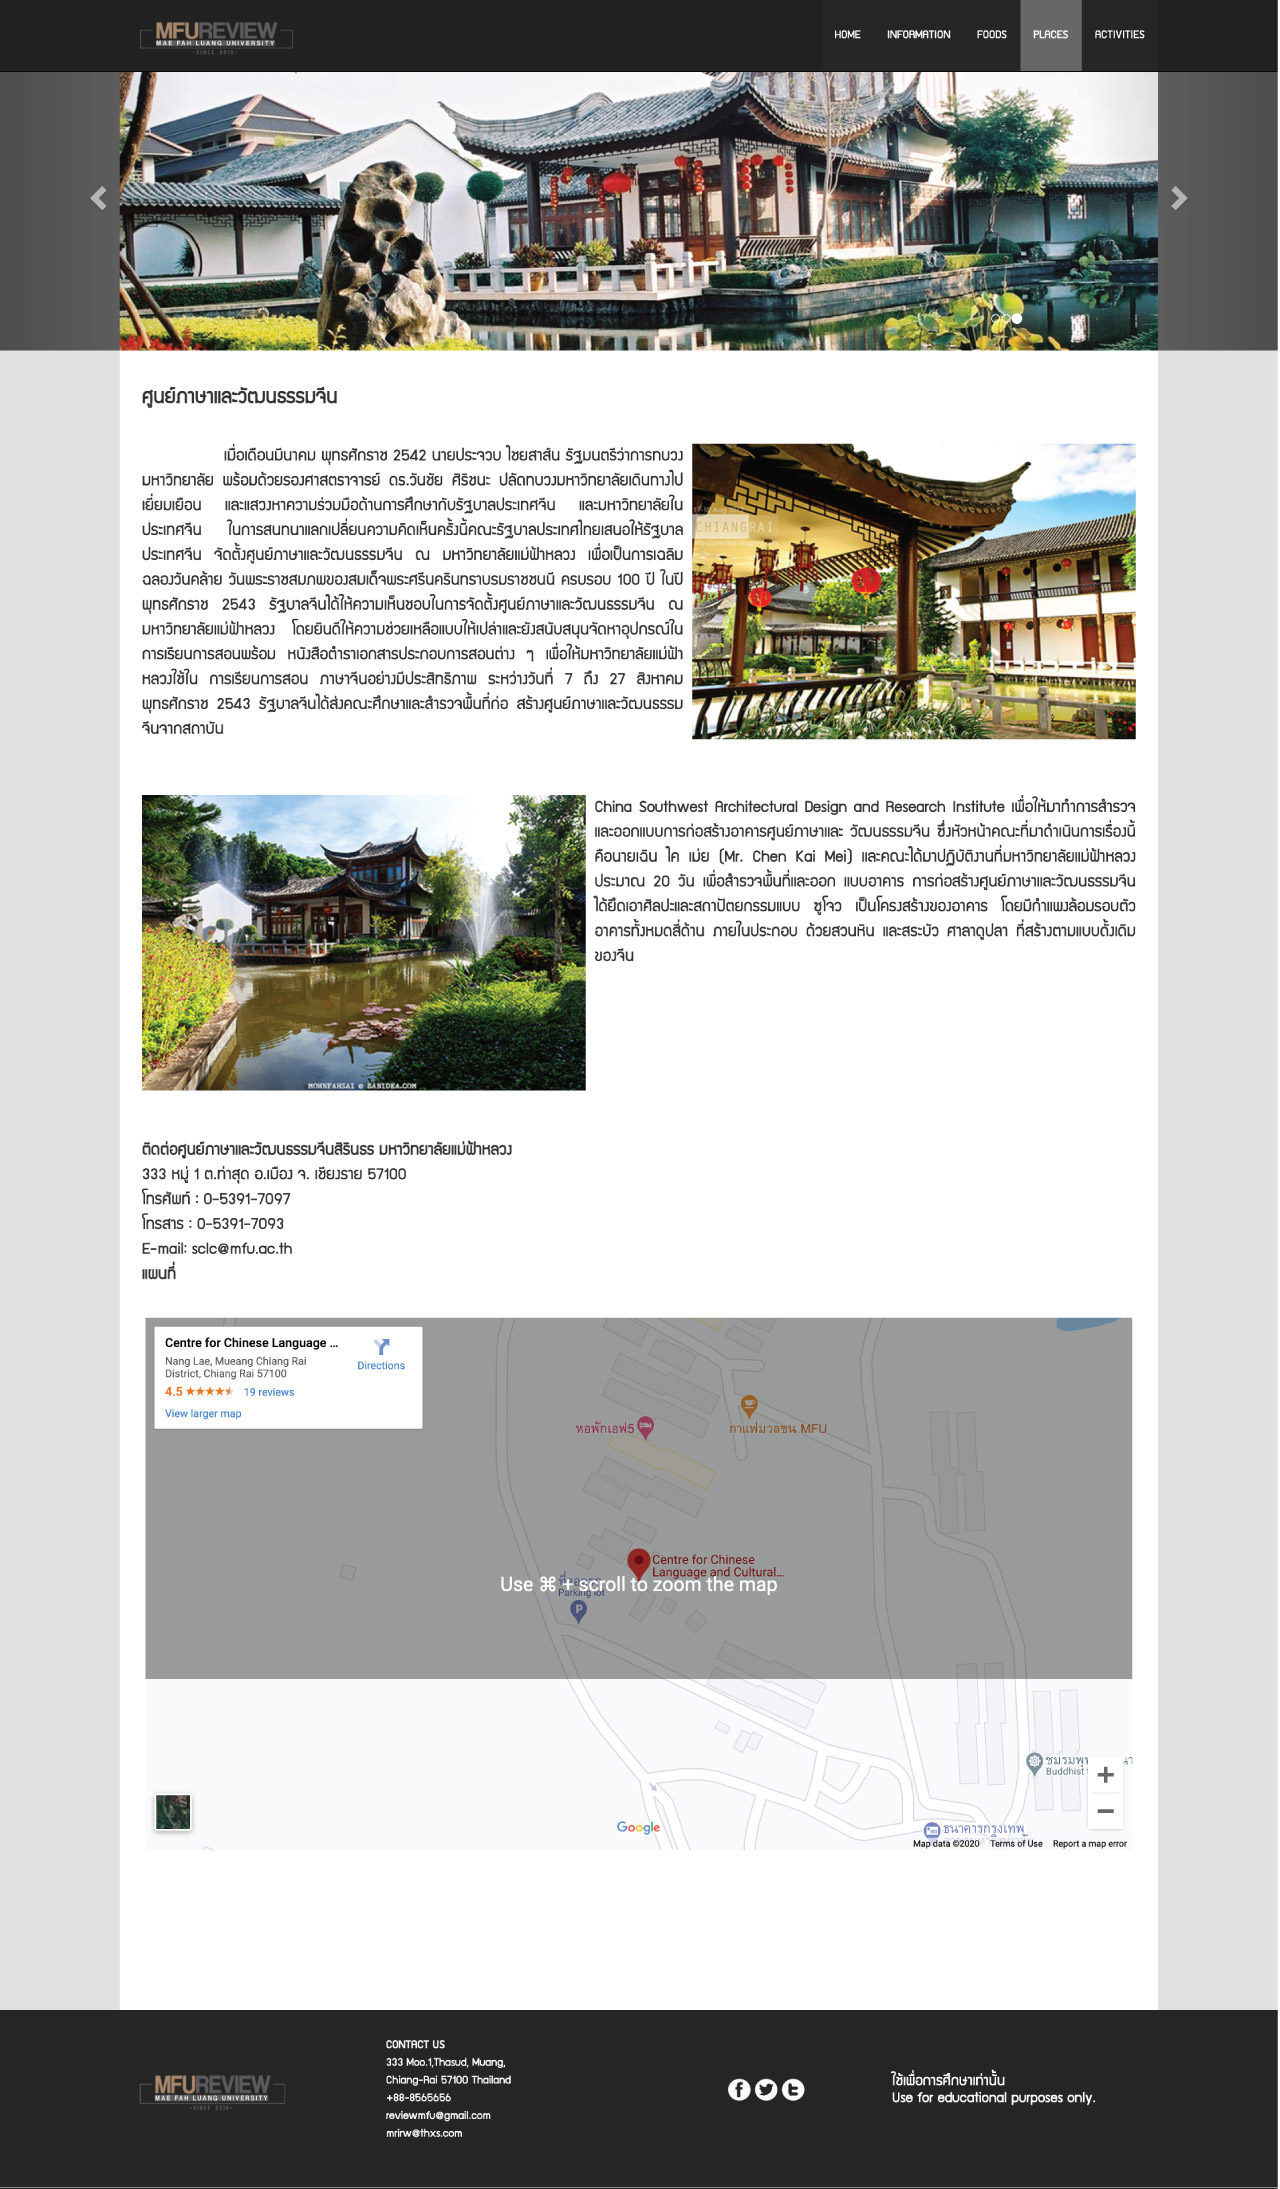 MFUREVIEW
MAE FAH LUANG UNIVERSITY
HOME INFORMATION FOODS PLACES ACTIVITIES
ศูนย์ภาษาและวัฒนธรรมจีน
เมื่อเดือนมีนาคม พุทธศักราช 2542 นายประจวบ ไชยสาส์น รัฐมนตรีว่าการทบวง
มหาวิทยาลัย พร้อมด้วยรองศาสตราจารย์ ดร.วันชัย ศิริชนะ ปลัดทบวงมหาวิทยาลัยเดินทางไป
เยี่ยมเยือน และแสวงหาความร่วมมือด้านการศึกษากับรัฐบาลประเทศจีน และมหาวิทยาลัยใน
ประเทศจีน ในการสนทนาแลกเปลี่ยนความคิดเห็นครั้งนี้คณะรัฐบาลประเทศไทยเสนอให้รัฐบาล
ประเทศจีน จัดตั้งศูนย์ภาษาและวัฒนธรรมจีน ณ มหาวิทยาลัยแม่ฟ้าหลวง เพื่อเป็นการเฉลิม
ฉลองวันคล้าย วันพระราชสมภพของสมเด็จพระศรีนครินทราบรมราชชนนี ครบรอบ 100 ปี ในปี
พุทธศักราช 2543 รัฐบาลจีนได้ให้ความเห็นชอบในการจัดตั้งศูนย์ภาษาและวัฒนธรรมจีน ณ
มหาวิทยาลัยแม่ฟ้าหลวง โดยยินดีให้ความช่วยเหลือแบบให้เปล่าและยังสนับสนุนจัดหาอุปกรณ์ใน
การเรียนการสอนพร้อม หนังสือตำราเอกสารประกอบการสอนต่าง ๆ เพื่อให้มหาวิทยาลัยแม่ฟ้า
หลวงใช้ใน การเรียนการสอน ภาษาจีนอย่างมีประสิทธิภาพ ระหว่างวันที่ 7 ถึง 27 สิงหาคม
พุทธศักราช 2543 รัฐบาลจีนได้ส่งคณะศึกษาและสำรวจพื้นที่ก่อ สร้างศูนย์ภาษาและวัฒนธรรม
จีนจากสถาบัน
CHIANGRAI
China Southwest Architectural Design and Research Institute เพื่อให้มาทำการสำรวจ
และออกแบบการก่อสร้างอาคารศูนย์ภาษาและ วัฒนธรรมจีน ซึ่งหัวหน้าคณะที่มาดำเนินการเรื่องนี้
คือนายเฉิน ไค เม่ย (Mr. Chen Kai Mei) และคณะได้มาปฏิบัติงานที่มหาวิทยาลัยแม่ฟ้าหลวง
ประมาณ 20 วัน เพื่อสำรวจพื้นที่และออก แบบอาคาร การก่อสร้างศูนย์ภาษาและวัฒนธรรมจีน
ได้ยึดเอาศิลปะและสถาปัตยกรรมแบบ ซูโจว เป็นโครงสร้างของอาคาร โดยมีกำแพงล้อมรอบตัว
อาคารทั้งหมดสี่ด้าน ภายในประกอบ ด้วยสวนหิน และสระบัว ศาลาดูปลา ที่สร้างตามแบบดั้งเดิม
ของจีน
MOHNFAHSAI @ BANIDEA.COM
ติดต่อศูนย์ภาษาและวัฒนธรรมจีนสิรินธร มหาวิทยาลัยแม่ฟ้าหลวง
333 หมู่ 1 ต.ท่าสุด อ.เมือง จ. เชียงราย 57100
โทรศัพท์ : 0-5391-7097
โทรสาร : 0-5391-7093
E-mail: sclc@mfu.ac.th
แผนที่
Centre for Chinese Language ...
Nang Lae, Mueang Chiang Rai
District, Chiang Rai 57100
Directions
4.5 19 reviews
View larger map
หอพักเอฟ5
กาแฟมวลชน MFU
Centre for Chinese
Language and Cultural...
Use ⌘ + scroll to zoom the map
Parking lot
P
Buddhist
ธนาคารกรุงเทพ
Google
Map data ©2020 Terms of Use Report a map error
MFUREVIEW
MAE FAH LUANG UNIVERSITY
CONTACT US
333 Moo.1,Thasud, Muang,
Chiang-Rai 57100 Thailand
+88-8565656
reviewmfu@gmail.com
mrirw@thxs.com
ใช้เพื่อการศึกษาเท่านั้น
Use for educational purposes only.